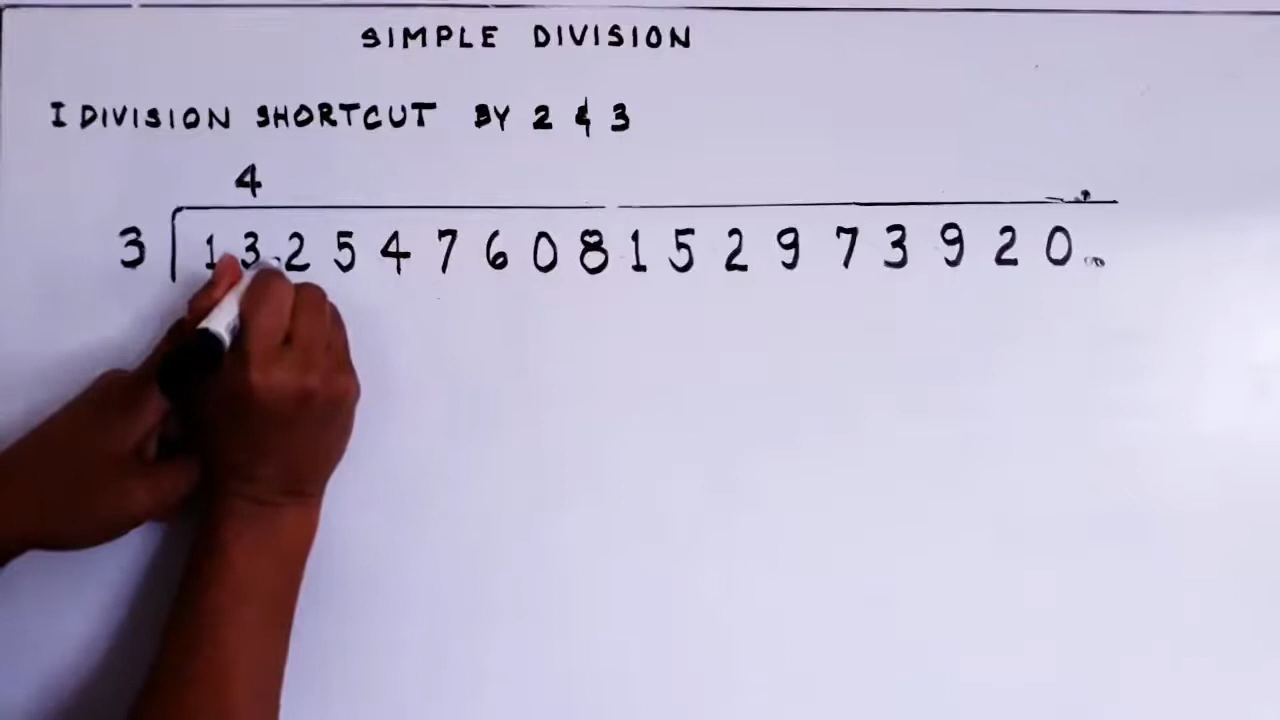 SIMPLE DIVISION
I DIVISION SHORTCUT BY 2 & 3
4
3 1 3 2 5 4 7 6 0 8 1 5 2 9 7 3 9 2 0